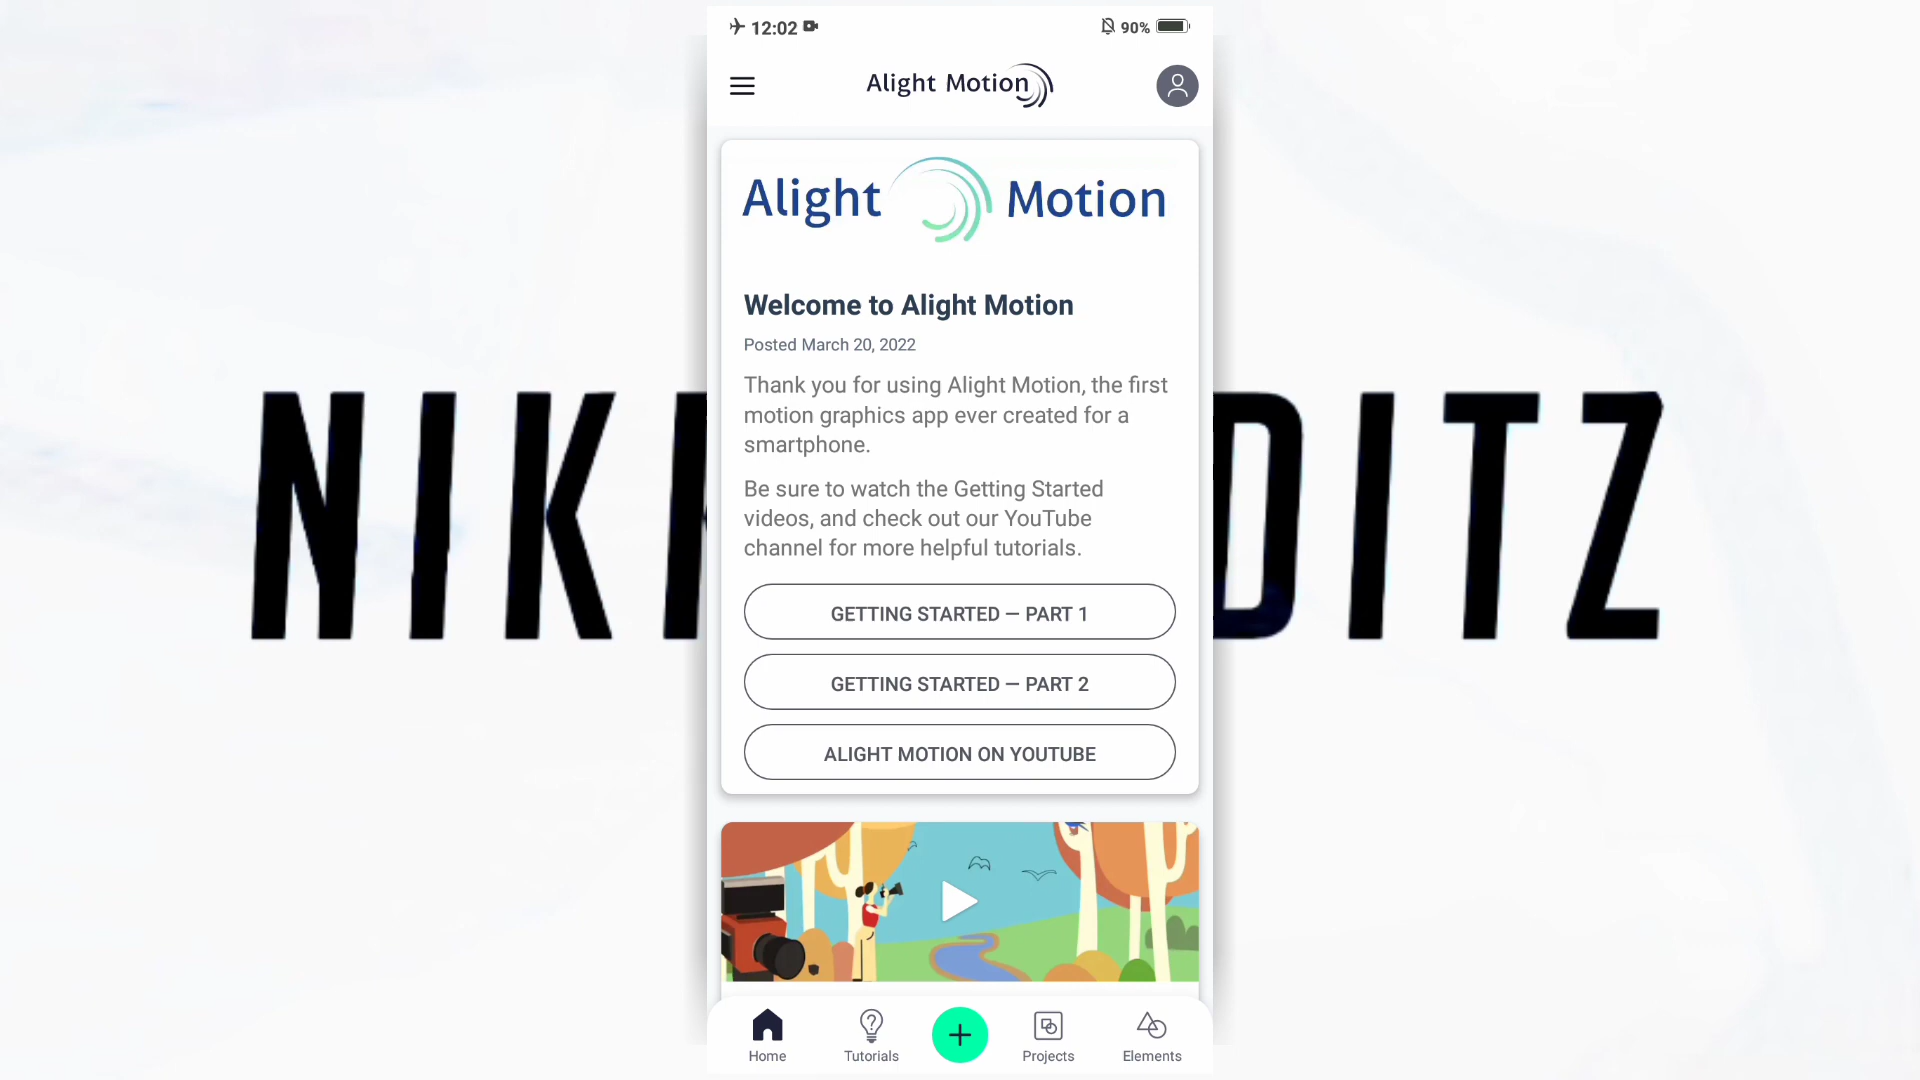 12:02
90%
Alight Motion
Alight Motion
Welcome to Alight Motion
Posted March 20, 2022
Thank you for using Alight Motion, the first
motion graphics app ever created for a
smartphone.
Be sure to watch the Getting Started
videos, and check out our YouTube
channel for more helpful tutorials.
GETTING STARTED — PART 1
GETTING STARTED — PART 2
ALIGHT MOTION ON YOUTUBE
Home
Tutorials
Projects
Elements
NIK
DITZ